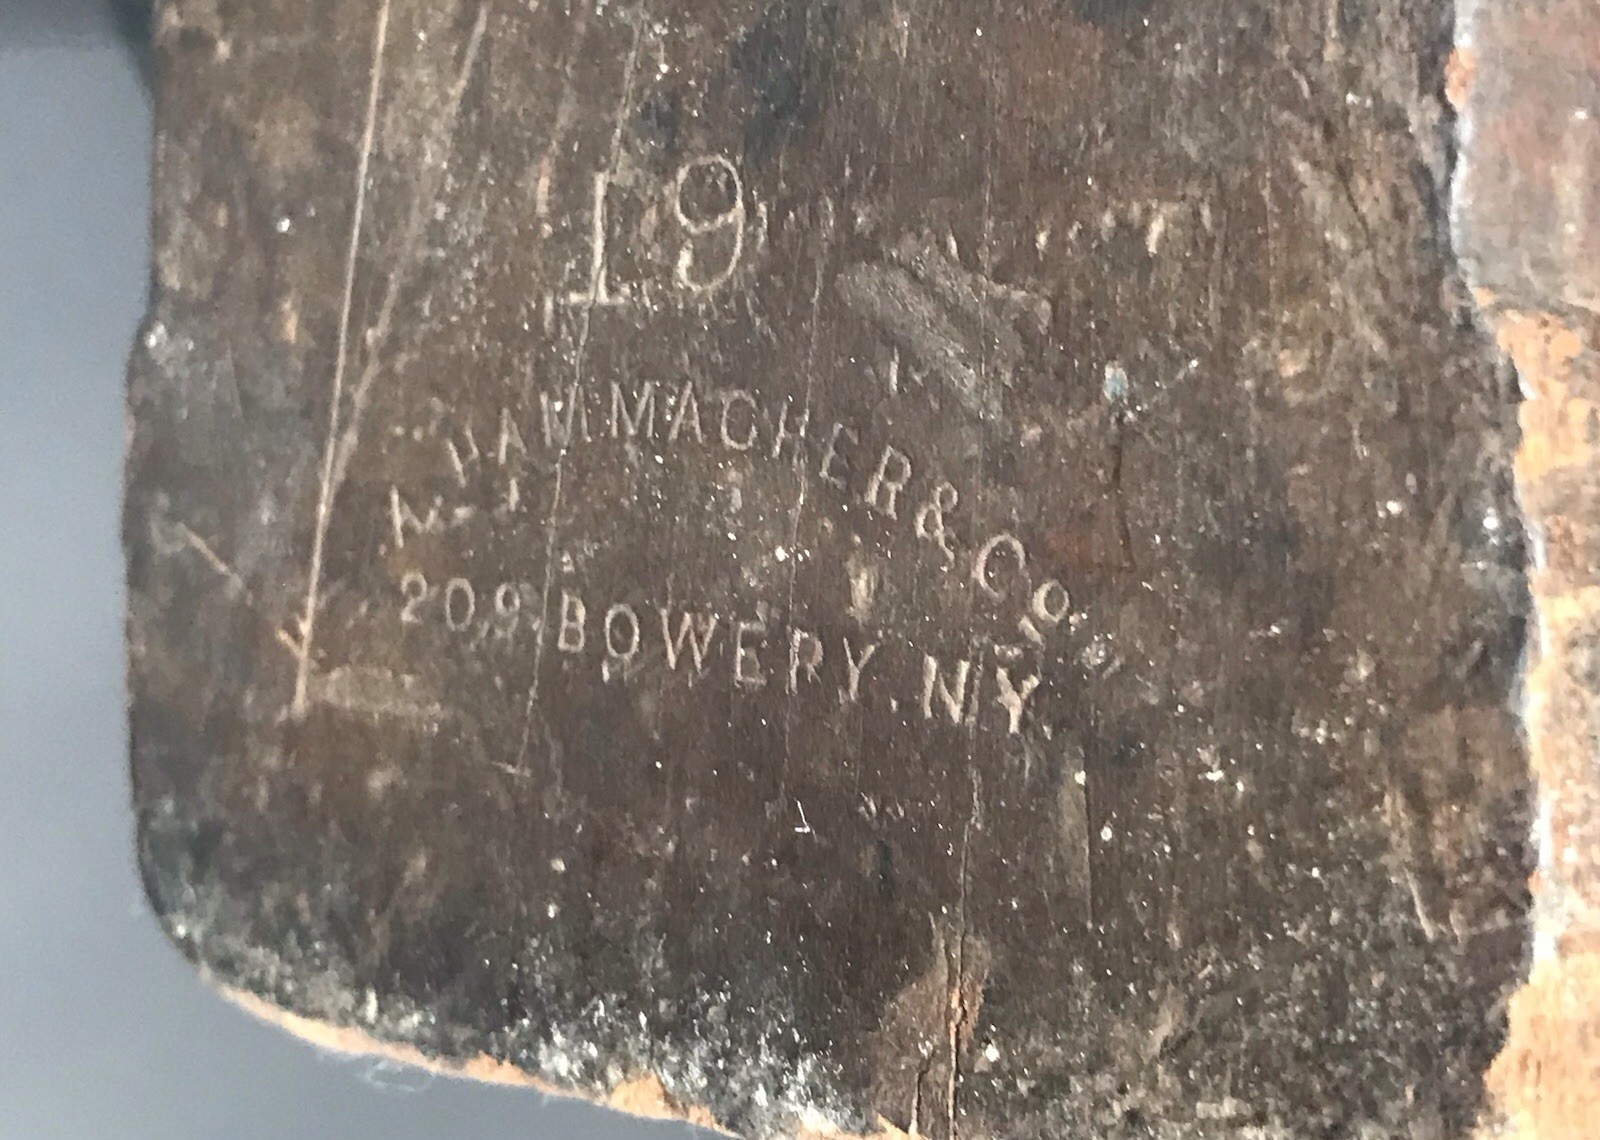 19
A. HAMMACHER & CO.
209 BOWERY. N.Y.